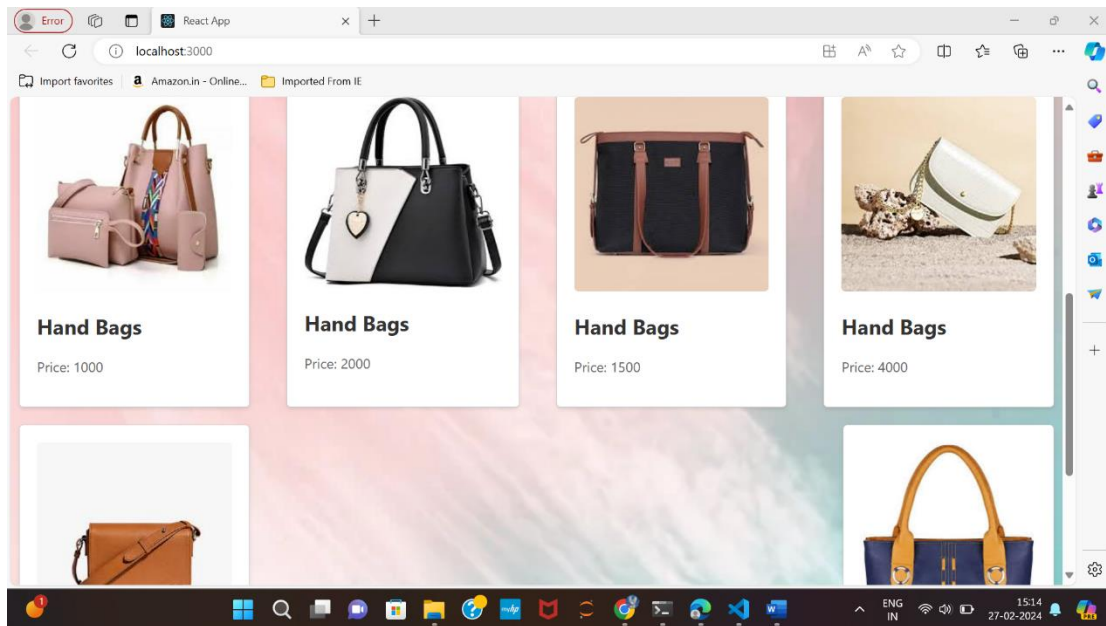 Error
React App
localhost:3000
Import favorites
a Amazon.in - Online...
Imported From IE
Hand Bags
Hand Bags
Hand Bags
Hand Bags
Price: 1000
Price: 2000
Price: 1500
Price: 4000
1
ENG
IN
15:14
27-02-2024